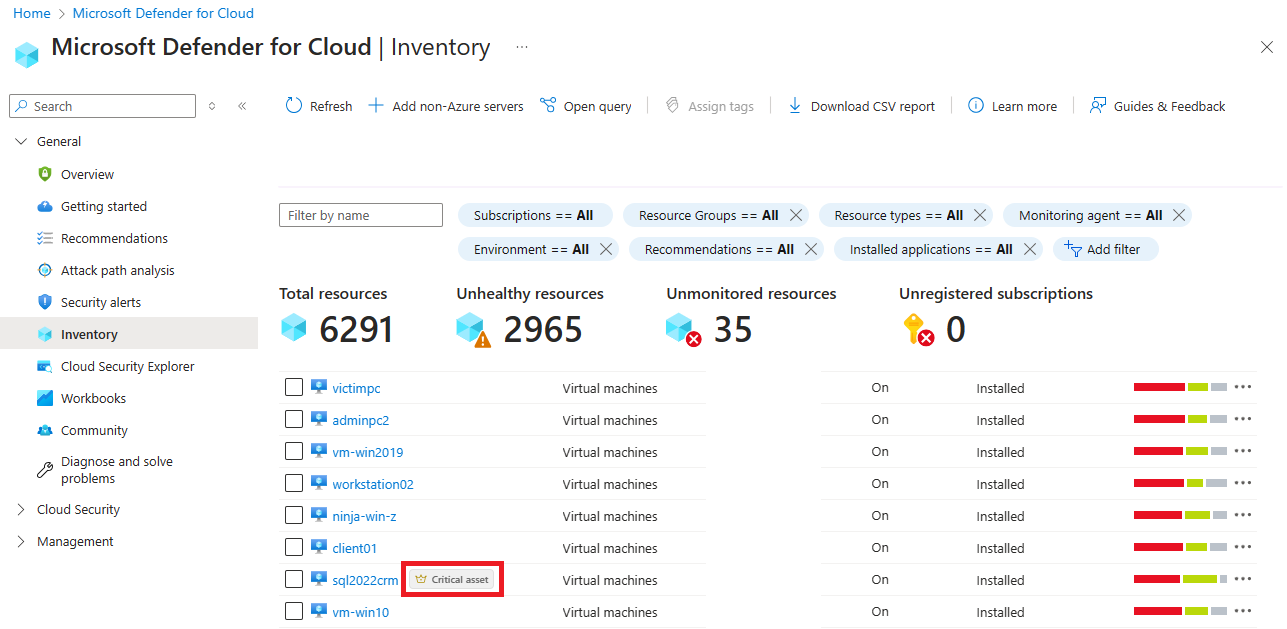 Home > Microsoft Defender for Cloud
Microsoft Defender for Cloud | Inventory ...
Search
Refresh
Add non-Azure servers
Open query
Assign tags
Download CSV report
Learn more
Guides & Feedback
General
Overview
Getting started
Recommendations
Attack path analysis
Security alerts
Inventory
Cloud Security Explorer
Workbooks
Community
Diagnose and solve
problems
Cloud Security
Management
Filter by name
Subscriptions == All
Resource Groups == All
Resource types == All
Monitoring agent == All
Environment == All
Recommendations == All
Installed applications == All
Add filter
Total resources
6291
Unhealthy resources
2965
Unmonitored resources
35
Unregistered subscriptions
0
victimpc Virtual machines On Installed
adminpc2 Virtual machines On Installed
vm-win2019 Virtual machines On Installed
workstation02 Virtual machines On Installed
ninja-win-z Virtual machines On Installed
client01 Virtual machines On Installed
sql2022crm Critical asset Virtual machines On Installed
vm-win10 Virtual machines On Installed